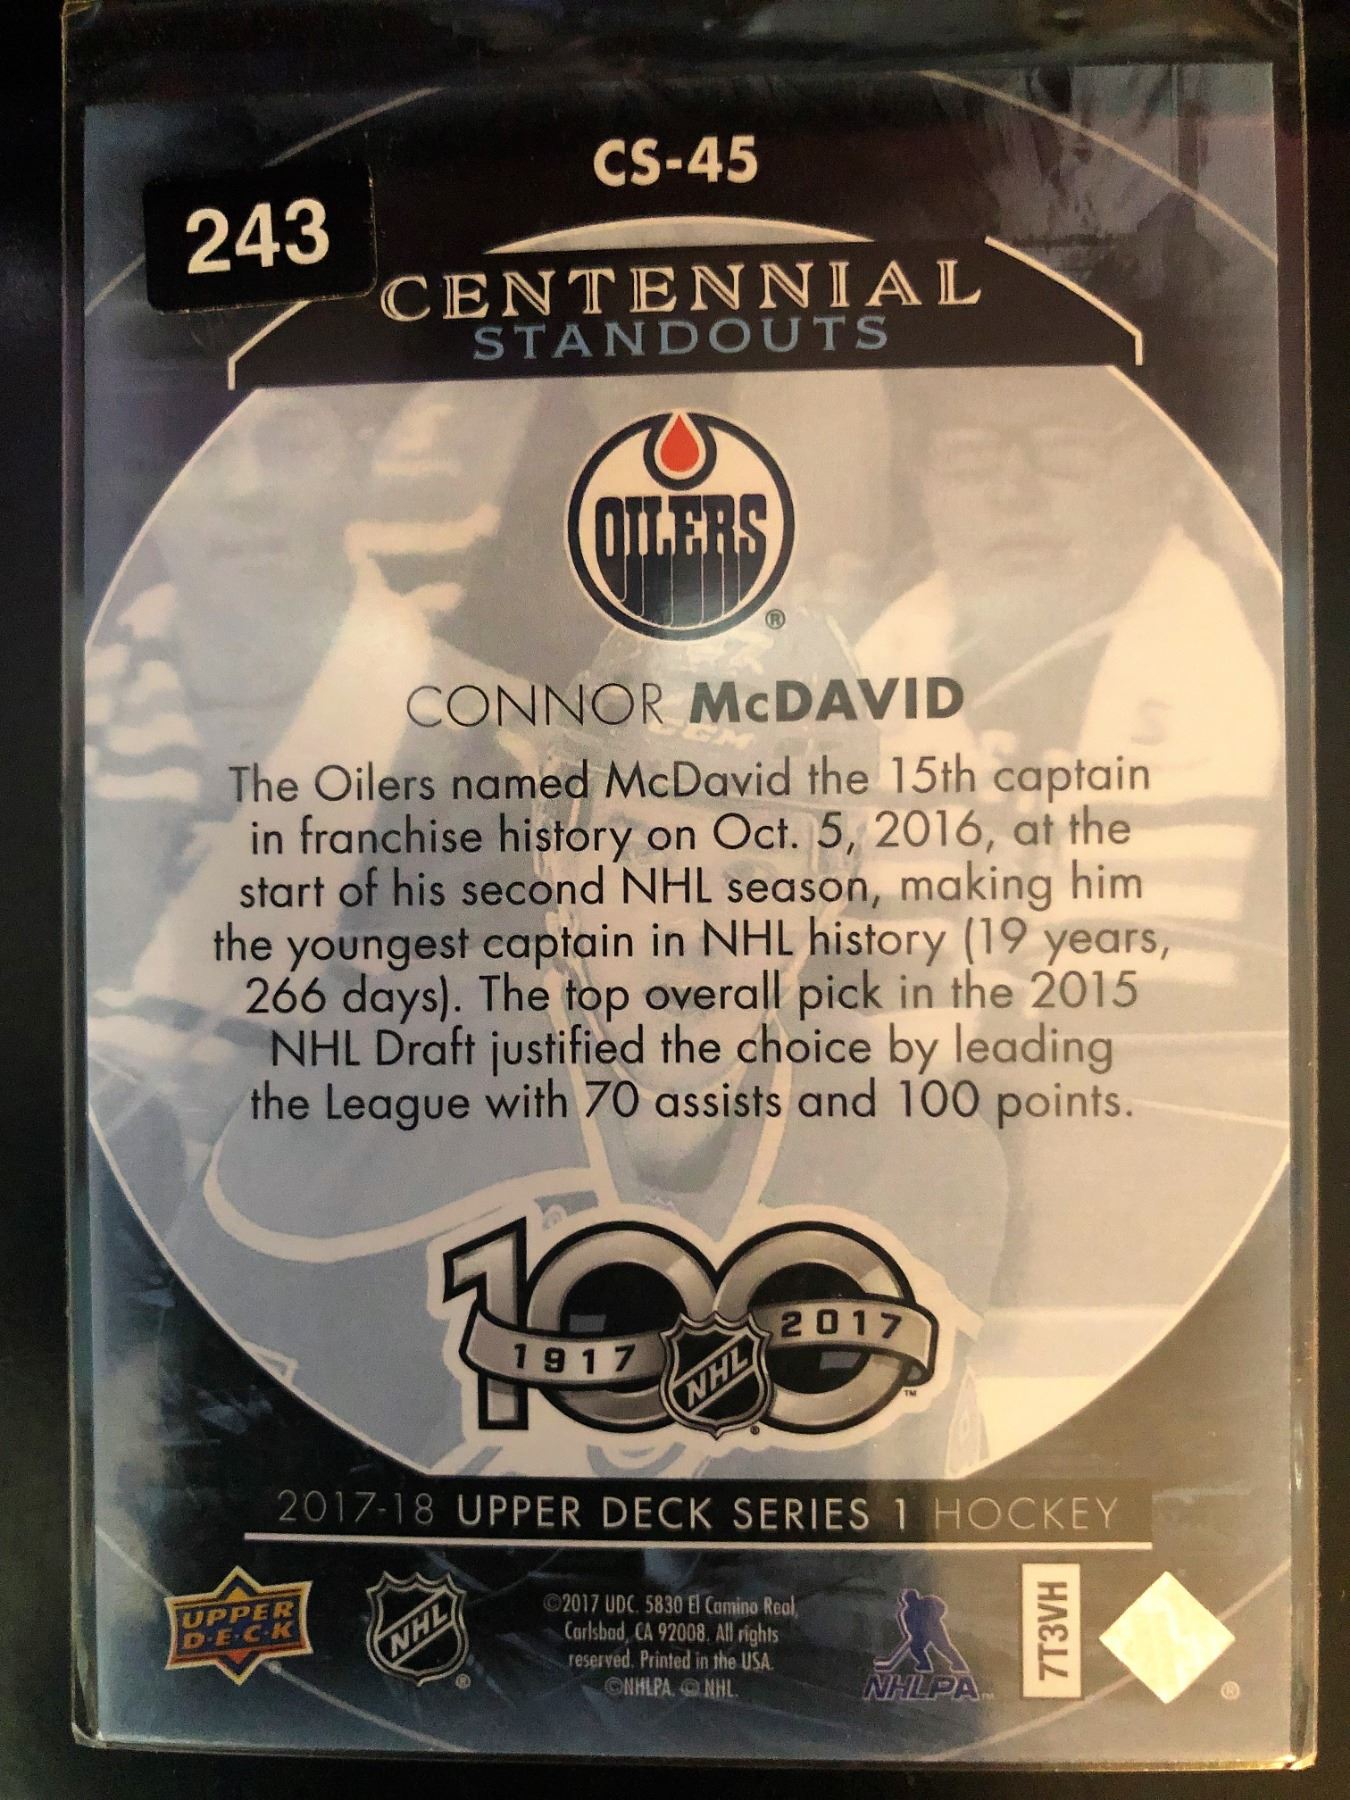 CS-45
243
CENTENNIAL
STANDOUTS
OILERS
®
CONNOR McDAVID
The Oilers named McDavid the 15th captain
in franchise history on Oct. 5, 2016, at the
start of his second NHL season, making him
the youngest captain in NHL history (19 years,
266 days). The top overall pick in the 2015
NHL Draft justified the choice by leading
the League with 70 assists and 100 points.
100
1917 NHL 2017
™
2017-18 UPPER DECK SERIES 1 HOCKEY
UPPER
D·E·C·K
NHL
®
©2017 UDC. 5830 El Camino Real,
Carlsbad, CA 92008. All rights
reserved. Printed in the USA.
©NHLPA. © NHL.
NHLPA™
7T3VH
®